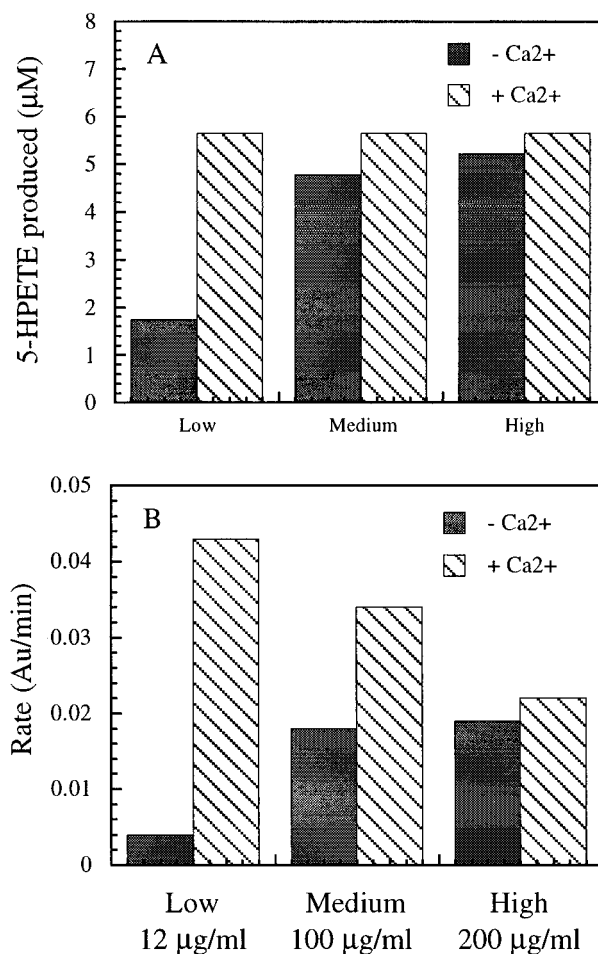 8
A
- Ca2+
7
+ Ca2+
6
5
4
3
2
1
0
5-HPETE produced (μM)
Low Medium High
0.05
B
- Ca2+
0.04
+ Ca2+
0.03
0.02
0.01
0
Rate (Au/min)
Low Medium High
12 μg/ml 100 μg/ml 200 μg/ml